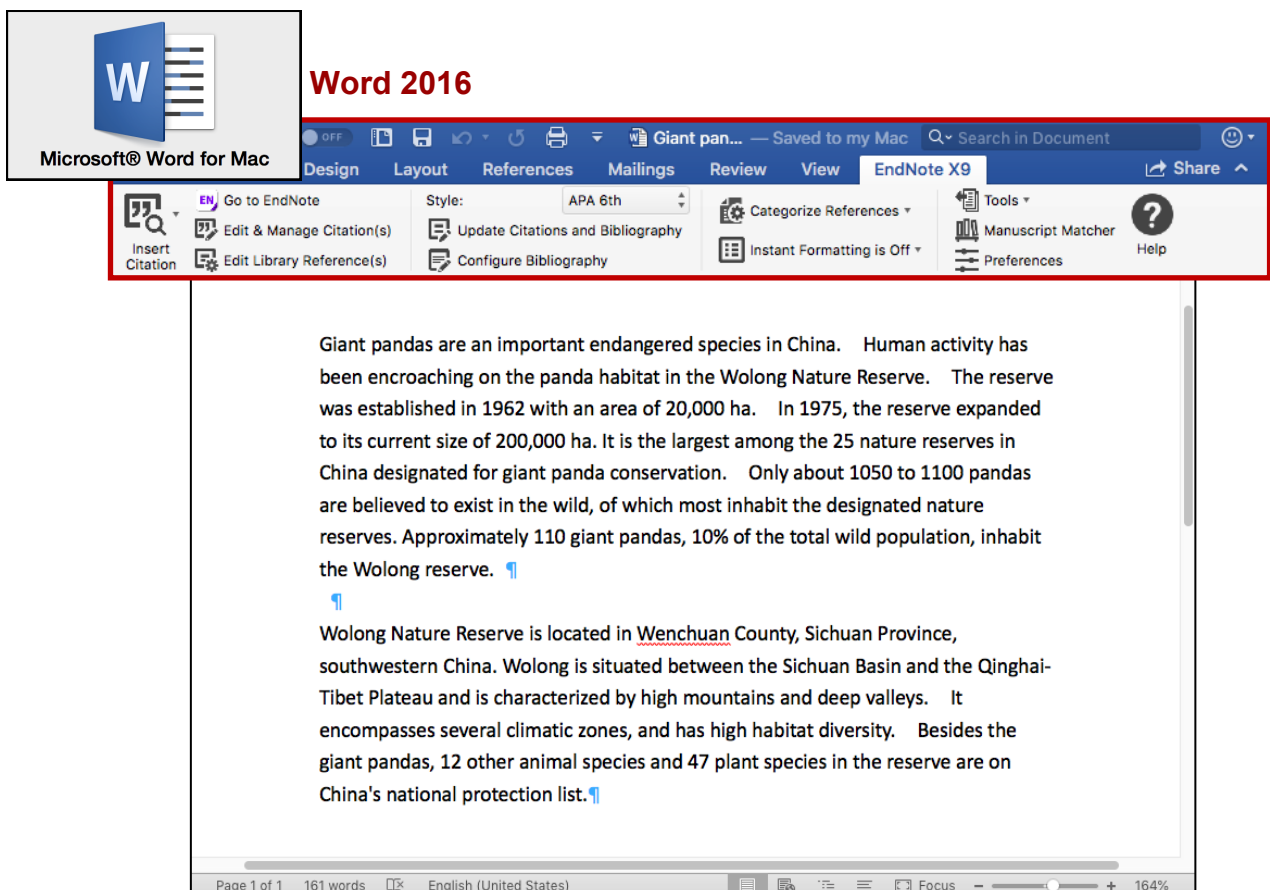 W
Microsoft® Word for Mac
Word 2016
OFF Giant pan... — Saved to my Mac Search in Document
Design Layout References Mailings Review View EndNote X9 Share
Insert Citation
EN Go to EndNote
Edit & Manage Citation(s)
Edit Library Reference(s)
Style: APA 6th
Update Citations and Bibliography
Configure Bibliography
Categorize References
Instant Formatting is Off
Tools
Manuscript Matcher
Preferences
?
Help
Giant pandas are an important endangered species in China. Human activity has
been encroaching on the panda habitat in the Wolong Nature Reserve. The reserve
was established in 1962 with an area of 20,000 ha. In 1975, the reserve expanded
to its current size of 200,000 ha. It is the largest among the 25 nature reserves in
China designated for giant panda conservation. Only about 1050 to 1100 pandas
are believed to exist in the wild, of which most inhabit the designated nature
reserves. Approximately 110 giant pandas, 10% of the total wild population, inhabit
the Wolong reserve. ¶
¶
Wolong Nature Reserve is located in Wenchuan County, Sichuan Province,
southwestern China. Wolong is situated between the Sichuan Basin and the Qinghai-
Tibet Plateau and is characterized by high mountains and deep valleys. It
encompasses several climatic zones, and has high habitat diversity. Besides the
giant pandas, 12 other animal species and 47 plant species in the reserve are on
China's national protection list.¶
Page 1 of 1 161 words English (United States) Focus – + 164%